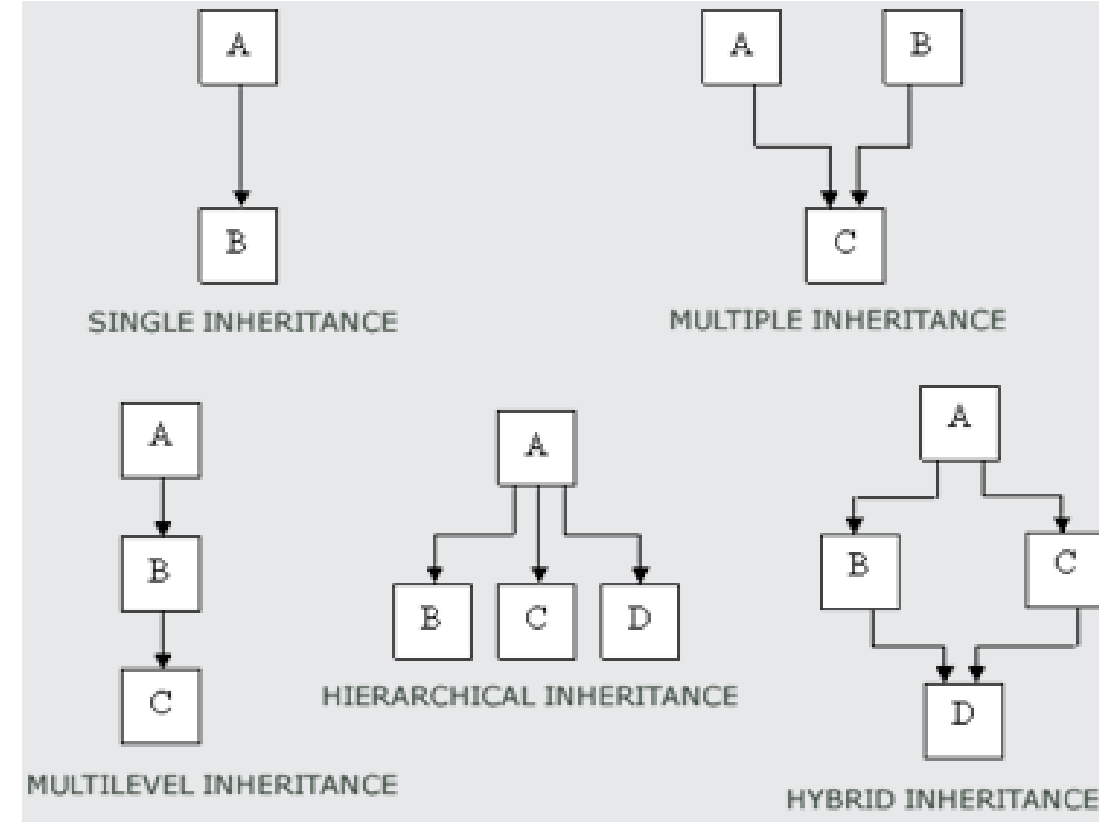 A
B
SINGLE INHERITANCE
A B
C
MULTIPLE INHERITANCE
A
B
C
MULTILEVEL INHERITANCE
A
B C D
HIERARCHICAL INHERITANCE
A
B C
D
HYBRID INHERITANCE